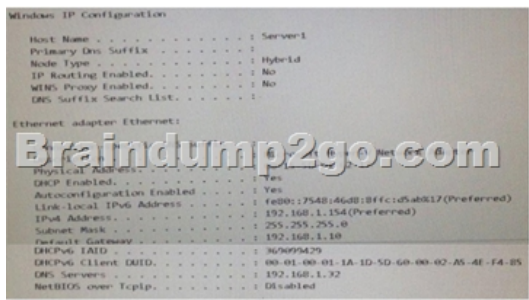 Windows IP Configuration
Host Name . . . . . . . . . . . . : Server1
Primary Dns Suffix . . . . . . . :
Node Type . . . . . . . . . . . . : Hybrid
IP Routing Enabled. . . . . . . . : No
WINS Proxy Enabled. . . . . . . . : No
DNS Suffix Search List. . . . . . :
Ethernet adapter Ethernet:
Braindump2go.com
Physical Address. . . . . . . . . :
DHCP Enabled. . . . . . . . . . . : Yes
Autoconfiguration Enabled . . . . : Yes
Link-local IPv6 Address . . . . . : fe80::7548:46d8:8ffc:d5ab%17(Preferred)
IPv4 Address. . . . . . . . . . . : 192.168.1.154(Preferred)
Subnet Mask . . . . . . . . . . . : 255.255.255.0
Default Gateway . . . . . . . . . : 192.168.1.10
DHCPv6 IAID . . . . . . . . . . . : 369099429
DHCPv6 Client DUID. . . . . . . . : 00-01-00-01-1A-1D-5D-60-00-02-A5-4E-F4-85
DNS Servers . . . . . . . . . . . : 192.168.1.32
NetBIOS over Tcpip. . . . . . . . : Disabled